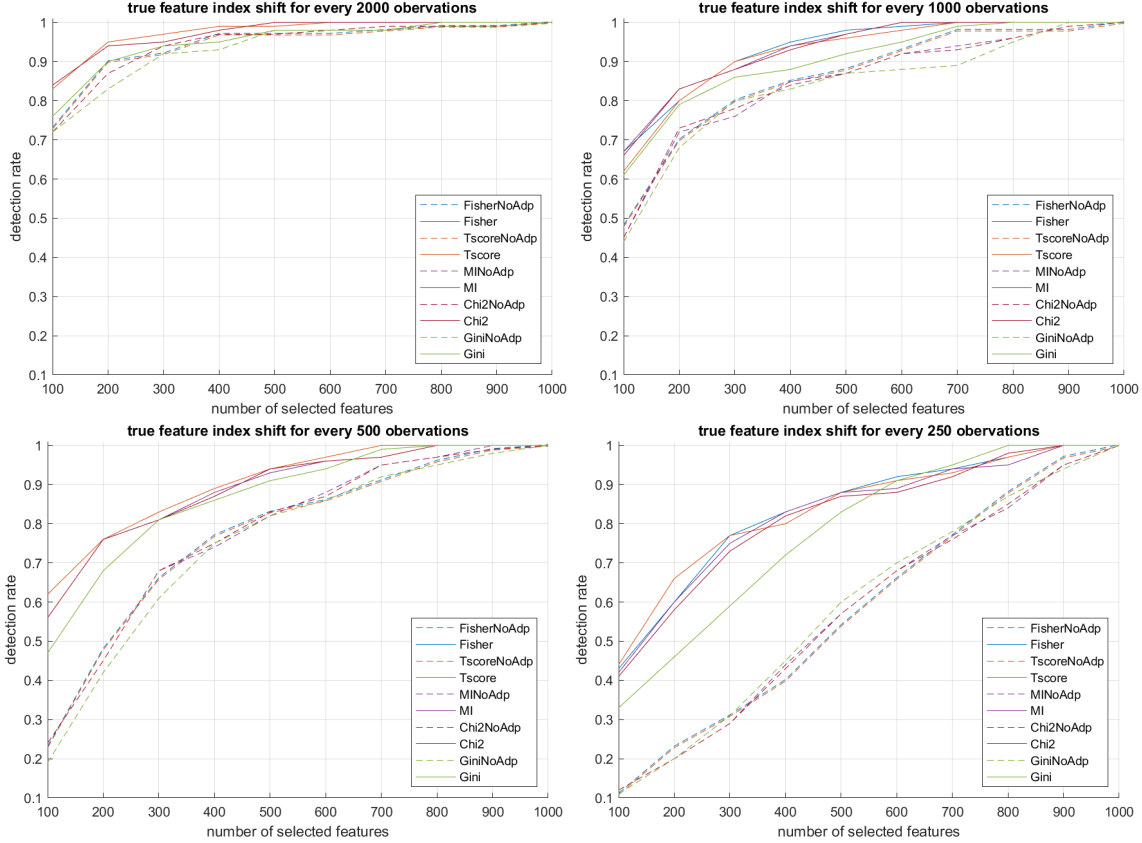 true feature index shift for every 2000 obervations
detection rate
1
0.9
0.8
0.7
0.6
0.5
0.4
0.3
0.2
0.1
FisherNoAdp
Fisher
TscoreNoAdp
Tscore
MINoAdp
MI
Chi2NoAdp
Chi2
GiniNoAdp
Gini
100 200 300 400 500 600 700 800 900 1000
number of selected features
true feature index shift for every 1000 obervations
detection rate
1
0.9
0.8
0.7
0.6
0.5
0.4
0.3
0.2
0.1
FisherNoAdp
Fisher
TscoreNoAdp
Tscore
MINoAdp
MI
Chi2NoAdp
Chi2
GiniNoAdp
Gini
100 200 300 400 500 600 700 800 900 1000
number of selected features
true feature index shift for every 500 obervations
detection rate
1
0.9
0.8
0.7
0.6
0.5
0.4
0.3
0.2
0.1
FisherNoAdp
Fisher
TscoreNoAdp
Tscore
MINoAdp
MI
Chi2NoAdp
Chi2
GiniNoAdp
Gini
100 200 300 400 500 600 700 800 900 1000
number of selected features
true feature index shift for every 250 obervations
detection rate
1
0.9
0.8
0.7
0.6
0.5
0.4
0.3
0.2
0.1
FisherNoAdp
Fisher
TscoreNoAdp
Tscore
MINoAdp
MI
Chi2NoAdp
Chi2
GiniNoAdp
Gini
100 200 300 400 500 600 700 800 900 1000
number of selected features